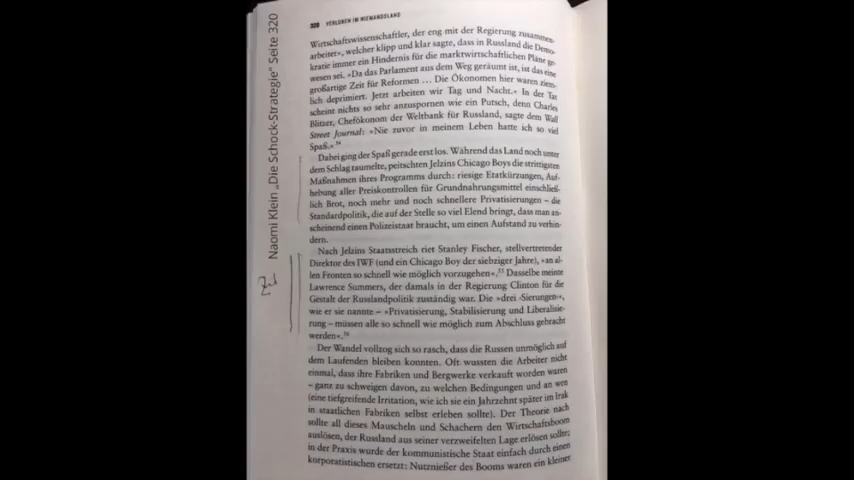 320 VERLOREN IM NIEMANDSLAND
Wirtschaftswissenschaftler, der eng mit der Regierung zusammen-
arbeitet«, welcher klipp und klar sagte, dass in Russland die Demo-
kratie immer ein Hindernis für die marktwirtschaftlichen Pläne ge-
wesen sei. »Da das Parlament aus dem Weg geräumt ist, ist das eine
großartige Zeit für Reformen … Die Ökonomen hier waren ziem-
lich deprimiert. Jetzt arbeiten wir Tag und Nacht.« In der Tat
scheint nichts so sehr anzuspornen wie ein Putsch, denn Charles
Blitzer, Chefökonom der Weltbank für Russland, sagte dem Wall
Street Journal: »Nie zuvor in meinem Leben hatte ich so viel
Spaß.«³⁴
Dabei ging der Spaß gerade erst los. Während das Land noch unter
dem Schlag taumelte, peitschten Jelzins Chicago Boys die strittigsten
Maßnahmen ihres Programms durch: riesige Etatkürzungen, Auf-
hebung aller Preiskontrollen für Grundnahrungsmittel einschließ-
lich Brot, noch mehr und noch schnellere Privatisierungen – die
Standardpolitik, die auf der Stelle so viel Elend bringt, dass man an-
scheinend einen Polizeistaat braucht, um einen Aufstand zu verhin-
dern.
Nach Jelzins Staatsstreich riet Stanley Fischer, stellvertretender
Direktor des IWF (und ein Chicago Boy der siebziger Jahre), »an al-
len Fronten so schnell wie möglich vorzugehen«.³⁵ Dasselbe meinte
Lawrence Summers, der damals in der Regierung Clinton für die
Gestalt der Russlandpolitik zuständig war. Die »drei ›-Sierungen‹«,
wie er sie nannte – »Privatisierung, Stabilisierung und Liberalisie-
rung – müssen alle so schnell wie möglich zum Abschluss gebracht
werden«.³⁶
Der Wandel vollzog sich so rasch, dass die Russen unmöglich auf
dem Laufenden bleiben konnten. Oft wussten die Arbeiter nicht
einmal, dass ihre Fabriken und Bergwerke verkauft worden waren
– ganz zu schweigen davon, zu welchen Bedingungen und an wen
(eine tiefgreifende Irritation, wie ich sie ein Jahrzehnt später im Irak
in staatlichen Fabriken selbst erleben sollte). Der Theorie nach
sollte all dieses Mauscheln und Schachern den Wirtschaftsboom
auslösen, der Russland aus seiner verzweifelten Lage erlösen sollte;
in der Praxis wurde der kommunistische Staat einfach durch einen
korporatistischen ersetzt: Nutznießer des Booms waren ein kleiner
Naomi Klein „Die Schock-Strategie“ Seite 320